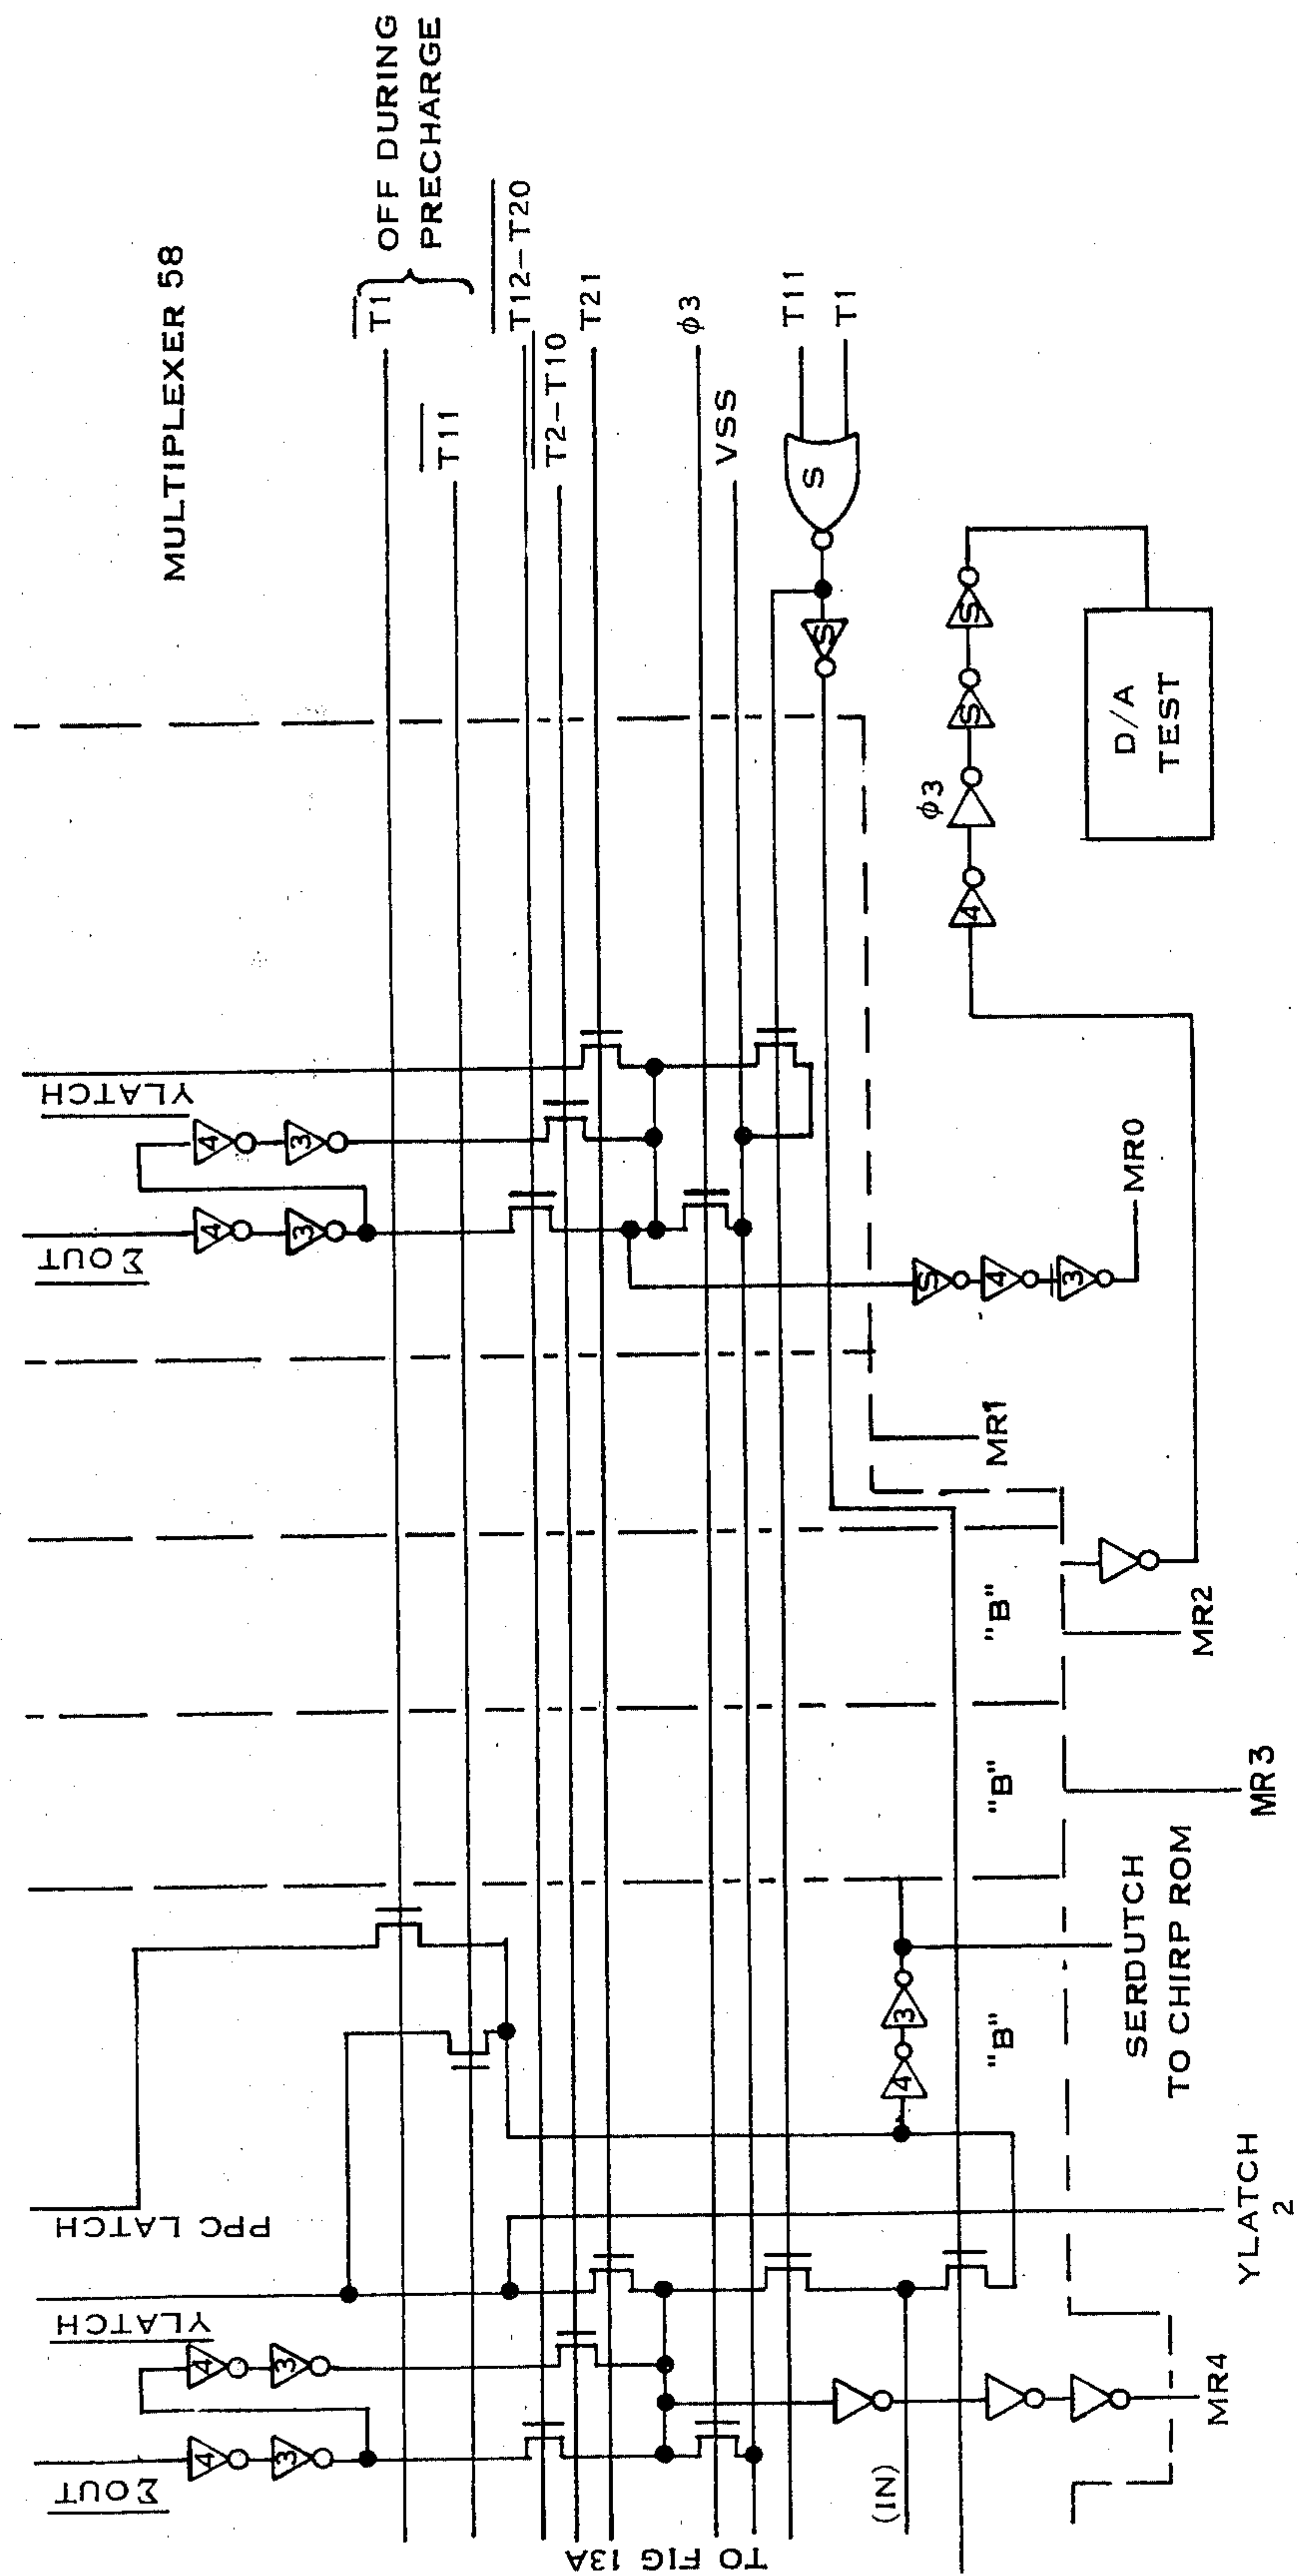 MULTIPLEXER 58
OFF DURING
PRECHARGE
T1
T11
T12-T20
T2-T10
T21
ϕ3
VSS
T11
T1
S
S
YLATCH
4
3
ΣOUT
4
3
S
4
3
MR0
4
ϕ3
S
S
D/A
TEST
MR1
"B"
MR2
"B"
MR3
"B"
4
3
SERDUTCH
TO CHIRP ROM
PPC LATCH
YLATCH
2
YLATCH
4
3
ΣOUT
4
3
(IN)
MR4
TO FIG 13A